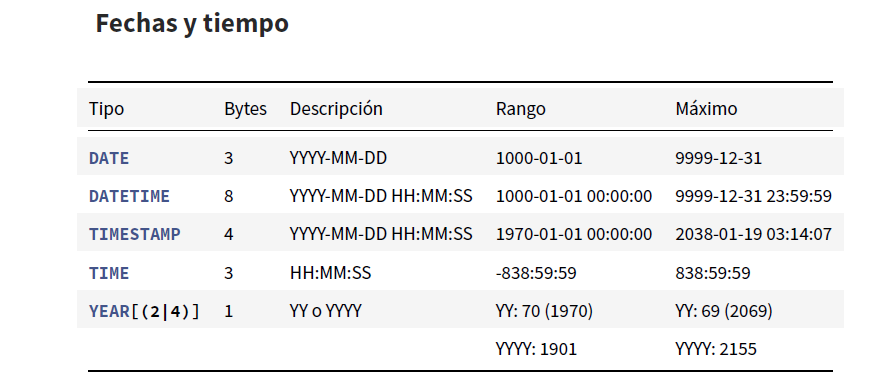 Fechas y tiempo
Tipo Bytes Descripción Rango Máximo
DATE 3 YYYY-MM-DD 1000-01-01 9999-12-31
DATETIME 8 YYYY-MM-DD HH:MM:SS 1000-01-01 00:00:00 9999-12-31 23:59:59
TIMESTAMP 4 YYYY-MM-DD HH:MM:SS 1970-01-01 00:00:00 2038-01-19 03:14:07
TIME 3 HH:MM:SS -838:59:59 838:59:59
YEAR[(2|4)] 1 YY o YYYY YY: 70 (1970) YY: 69 (2069)
YYYY: 1901 YYYY: 2155